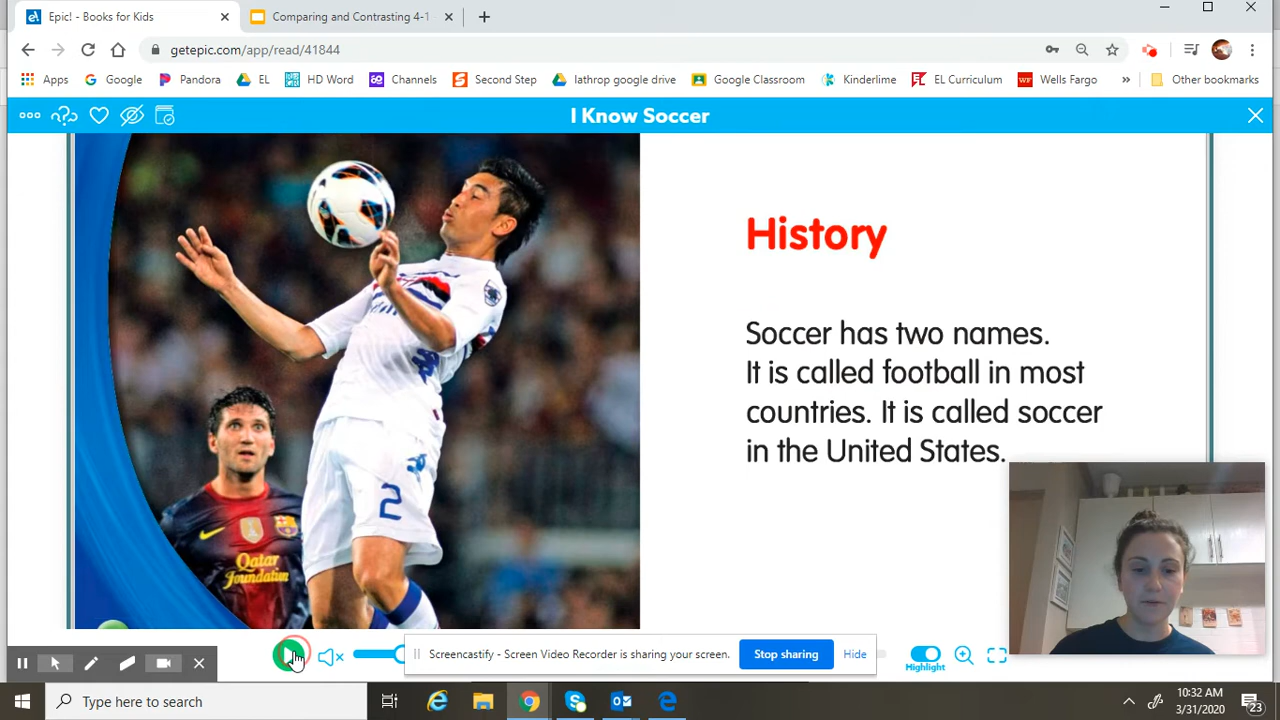 Epic! - Books for Kids
Comparing and Contrasting 4-1
getepic.com/app/read/41844
Apps Google Pandora EL HD Word Channels Second Step lathrop google drive Google Classroom Kinderlime EL Curriculum Wells Fargo » Other bookmarks
I Know Soccer
History
Soccer has two names.
It is called football in most
countries. It is called soccer
in the United States.
2
Qatar
Foundation
Screencastify - Screen Video Recorder is sharing your screen.
Stop sharing
Hide
Highlight
Type here to search
10:32 AM
3/31/2020
23